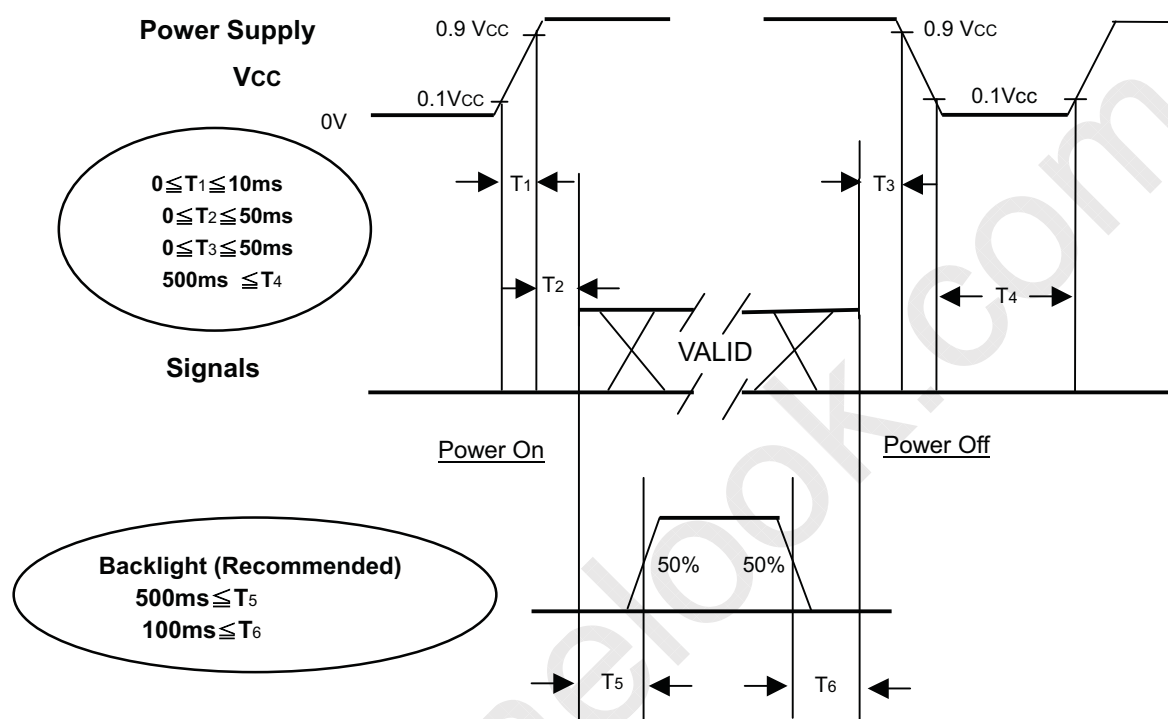 Power Supply
VCC
0.9 VCC
0.9 VCC
0.1VCC
0.1Vcc
0V
0≦T1≦10ms
0≦T2≦50ms
0≦T3≦50ms
500ms ≦T4
T1
T3
T2
T4
VALID
Signals
Power On
Power Off
Backlight (Recommended)
500ms≦T5
100ms≦T6
50%
50%
T5
T6
elook.com